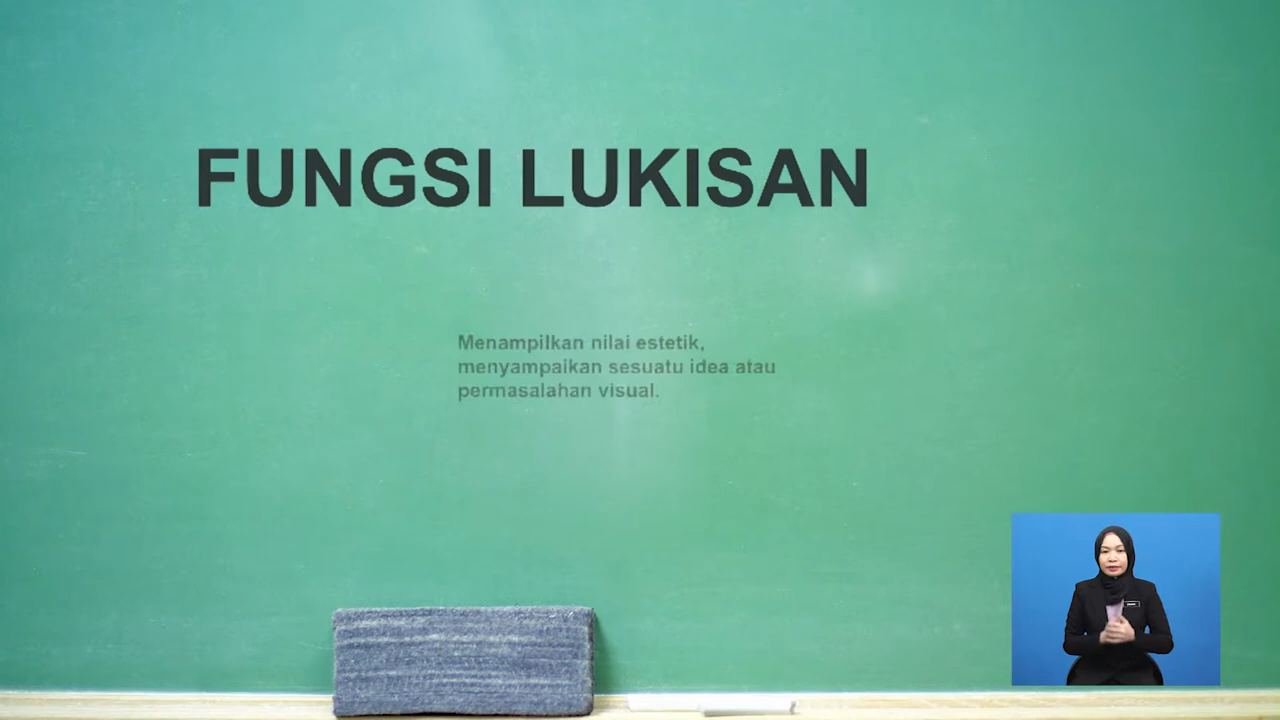 FUNGSI LUKISAN
Menampilkan nilai estetik,
menyampaikan sesuatu idea atau
permasalahan visual.